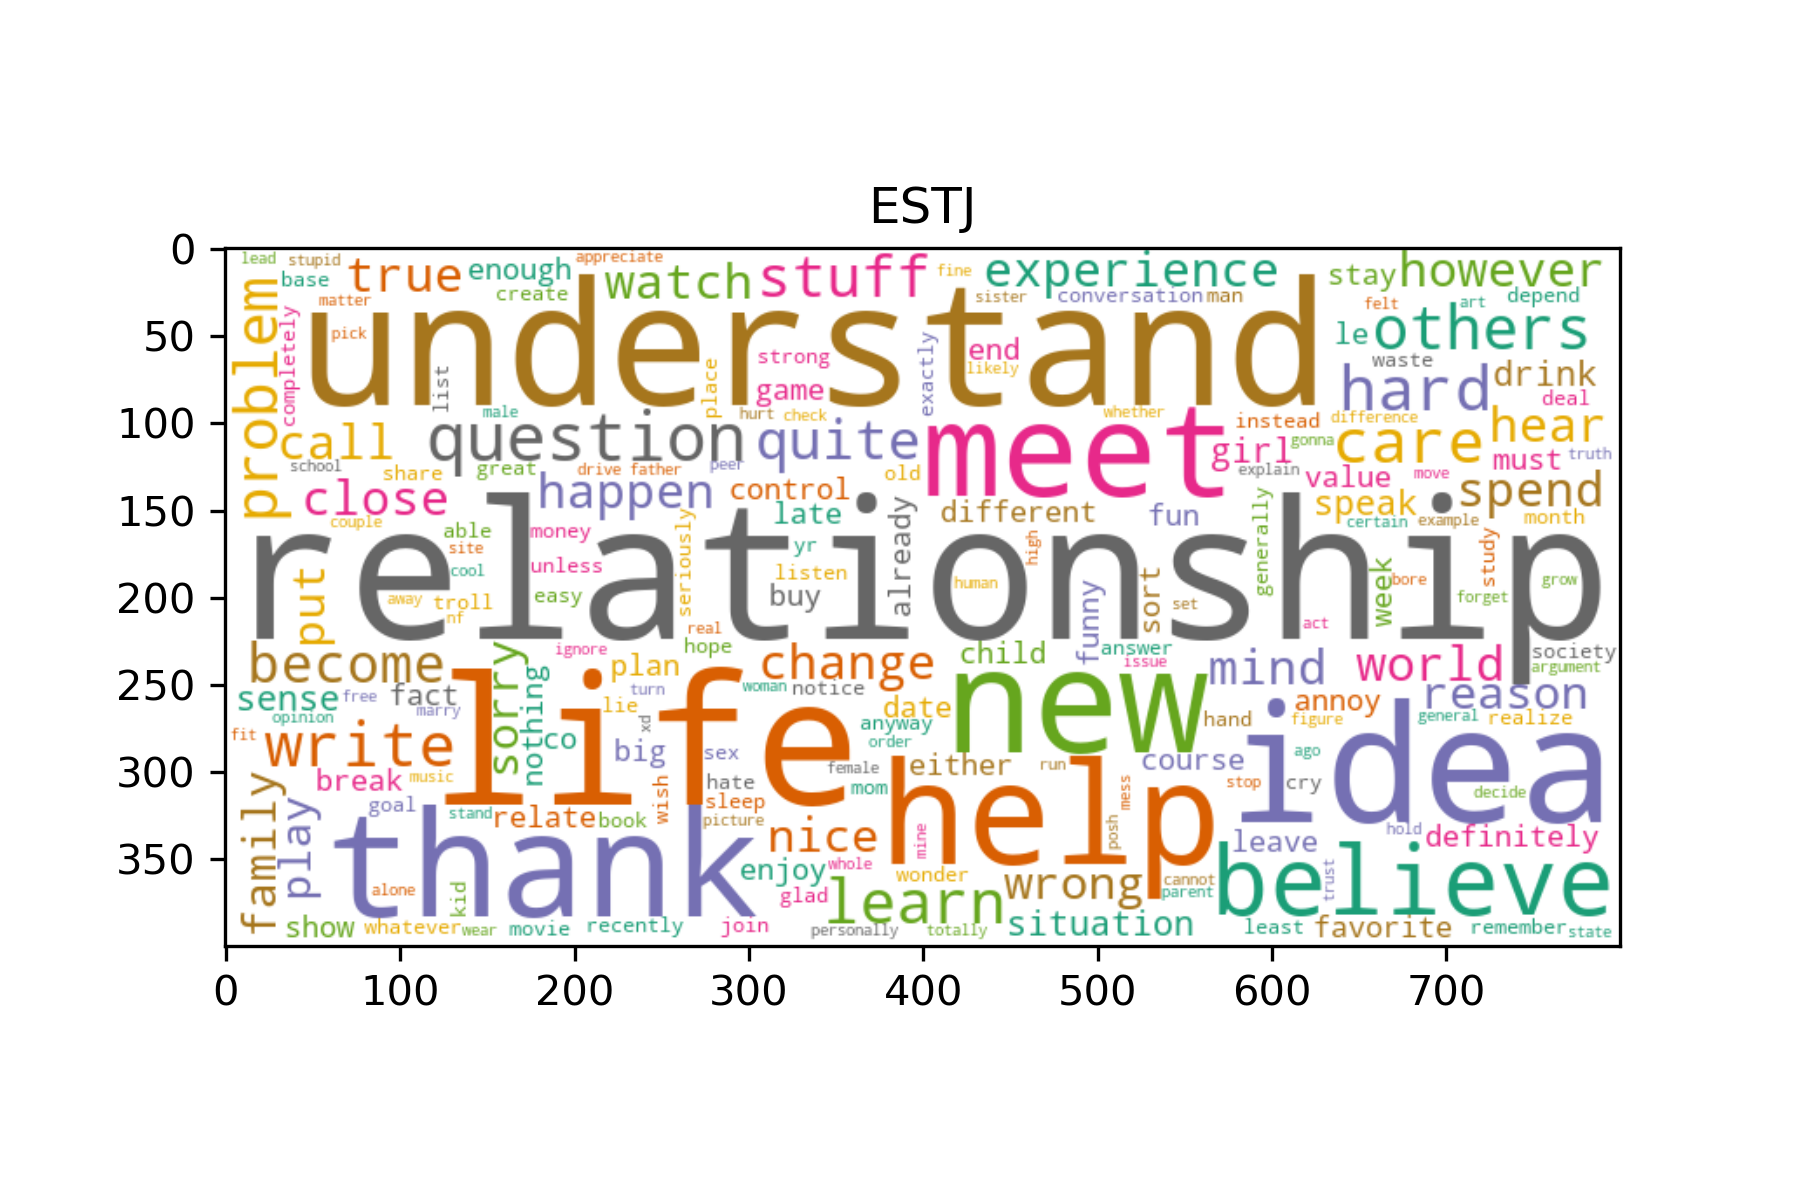 ESTJ
0
50
100
150
200
250
300
350
0 100 200 300 400 500 600 700
lead stupid appreciate
base true enough watch stuff fine experience stay however
matter create sister conversation man felt art depend
problem completely pick understand le others
list place strong exactly end waste
game likely hard drink
male hurt check whether deal
call question quite meet instead difference hear
girl gonna care
school share great drive father peer old explain value move must truth
close happen control speak spend
couple late different fun certain example month
able money seriously already generally
site yr high study
cool unless relationship
put away troll easy listen human sort week bore grow
nf buy funny set forget
real act
become sorry ignore hope change child answer mind world society
plan issue argument
sense free fact nothing turn woman notice new reason
opinion marry lie date hand annoy general realize
xd anyway figure
fit write life co big sex order idea
course ago
break music female either run
family play wish hate mom help mess stop cry decide
goal sleep
stand relate book picture nice mine posh leave hold definitely
thank enjoy whole believe
alone kid glad wonder wrong cannot trust
learn parent
show whatever wear movie recently join personally totally situation least favorite remember state